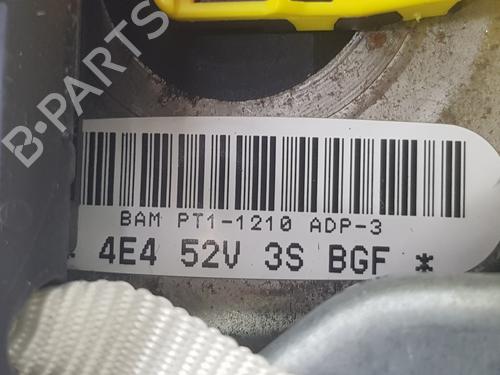 B-PARTS
BAM PT1-1210 ADP-3
* 4E4 52V 3S BGF *